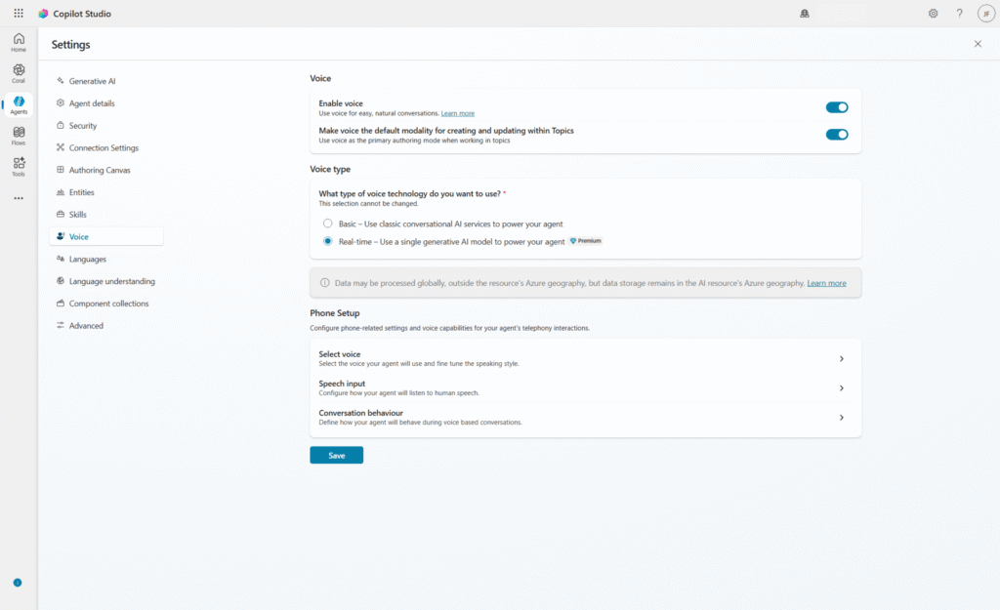 Copilot Studio
?
JF
Home
Coral
Agents
Flows
Tools
Settings
Generative AI
Agent details
Security
Connection Settings
Authoring Canvas
Entities
Skills
Voice
Languages
Language understanding
Component collections
Advanced
Voice
Enable voice
Use voice for easy, natural conversations. Learn more
Make voice the default modality for creating and updating within Topics
Use voice as the primary authoring mode when working in topics
Voice type
What type of voice technology do you want to use? *
This selection cannot be changed.
Basic – Use classic conversational AI services to power your agent
Real-time – Use a single generative AI model to power your agent Premium
Data may be processed globally, outside the resource's Azure geography, but data storage remains in the AI resource's Azure geography. Learn more
Phone Setup
Configure phone-related settings and voice capabilities for your agent's telephony interactions.
Select voice
Select the voice your agent will use and fine tune the speaking style.
Speech input
Configure how your agent will listen to human speech.
Conversation behaviour
Define how your agent will behave during voice based conversations.
Save